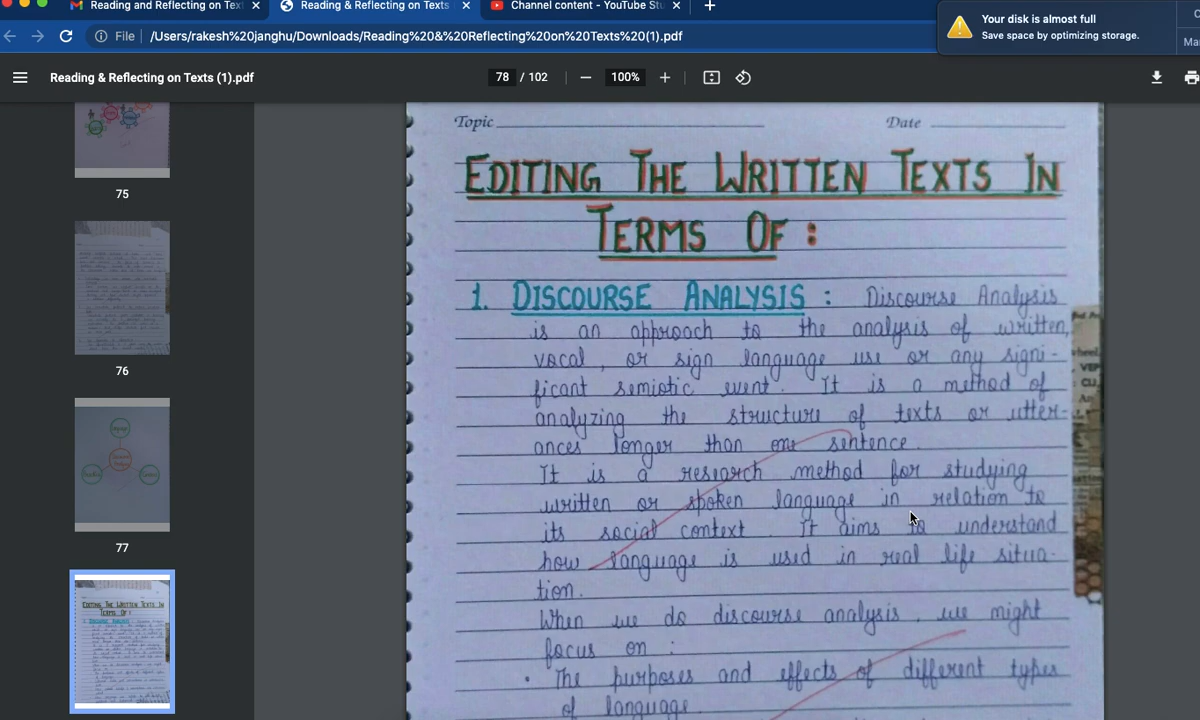 Reading and Reflecting on Tex
Reading & Reflecting on Texts
Channel content - YouTube Stu
Your disk is almost full
Save space by optimizing storage.
File
/Users/rakesh%20janghu/Downloads/Reading%20&%20Reflecting%20on%20Texts%20(1).pdf
Reading & Reflecting on Texts (1).pdf
78 / 102
100%
75
76
77
Topic
Date
EDITING THE WRITTEN TEXTS IN
TERMS OF :
1. DISCOURSE ANALYSIS : Discourse Analysis
is an approach to the analysis of written,
vocal, or sign language use or any signi-
ficant semiotic event. It is a method of
analyzing the structure of texts or utter-
ances longer than one sentence.
It is a research method for studying
written or spoken language in relation to
its social context. It aims to understand
how language is used in real life situa-
tion.
When we do discourse analysis, we might
focus on :
• The purposes and effects of different types
of language.